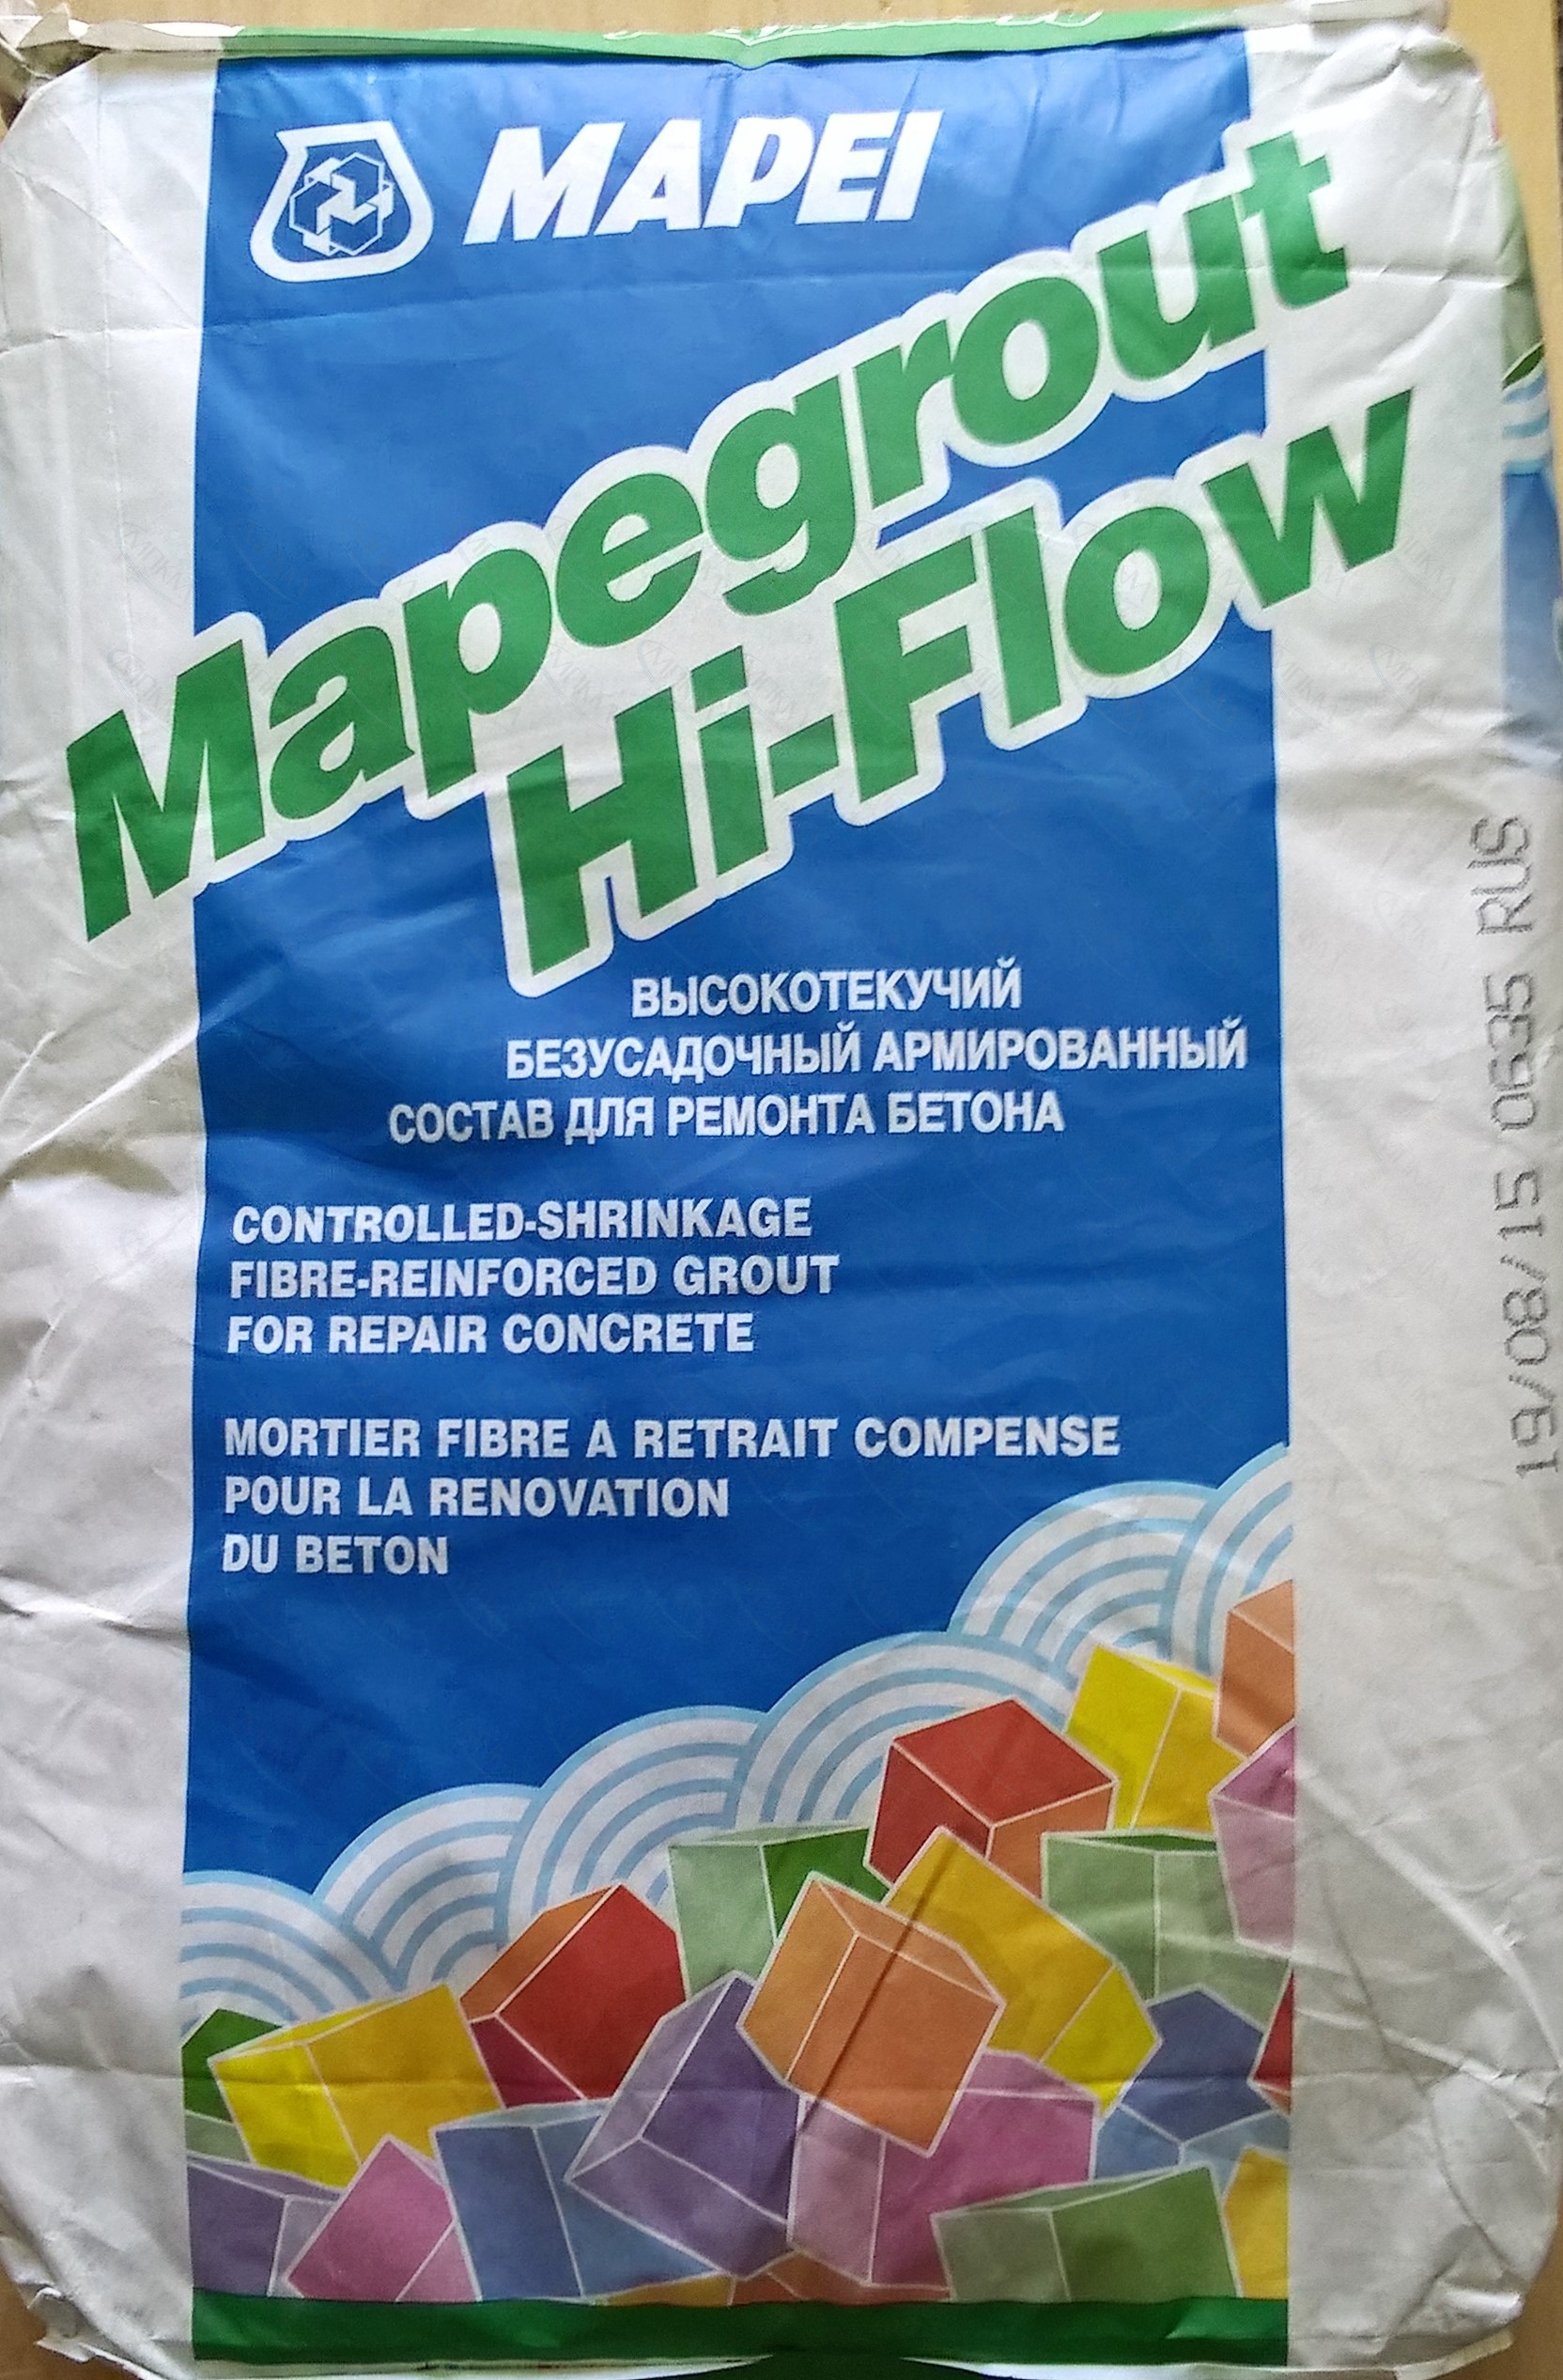 MAPEI
Mapegrout
Hi-Flow
ВЫСОКОТЕКУЧИЙ
БЕЗУСАДОЧНЫЙ АРМИРОВАННЫЙ
СОСТАВ ДЛЯ РЕМОНТА БЕТОНА
CONTROLLED-SHRINKAGE
FIBRE-REINFORCED GROUT
FOR REPAIR CONCRETE
MORTIER FIBRE A RETRAIT COMPENSE
POUR LA RENOVATION
DU BETON
19/08/15 0635 RUS